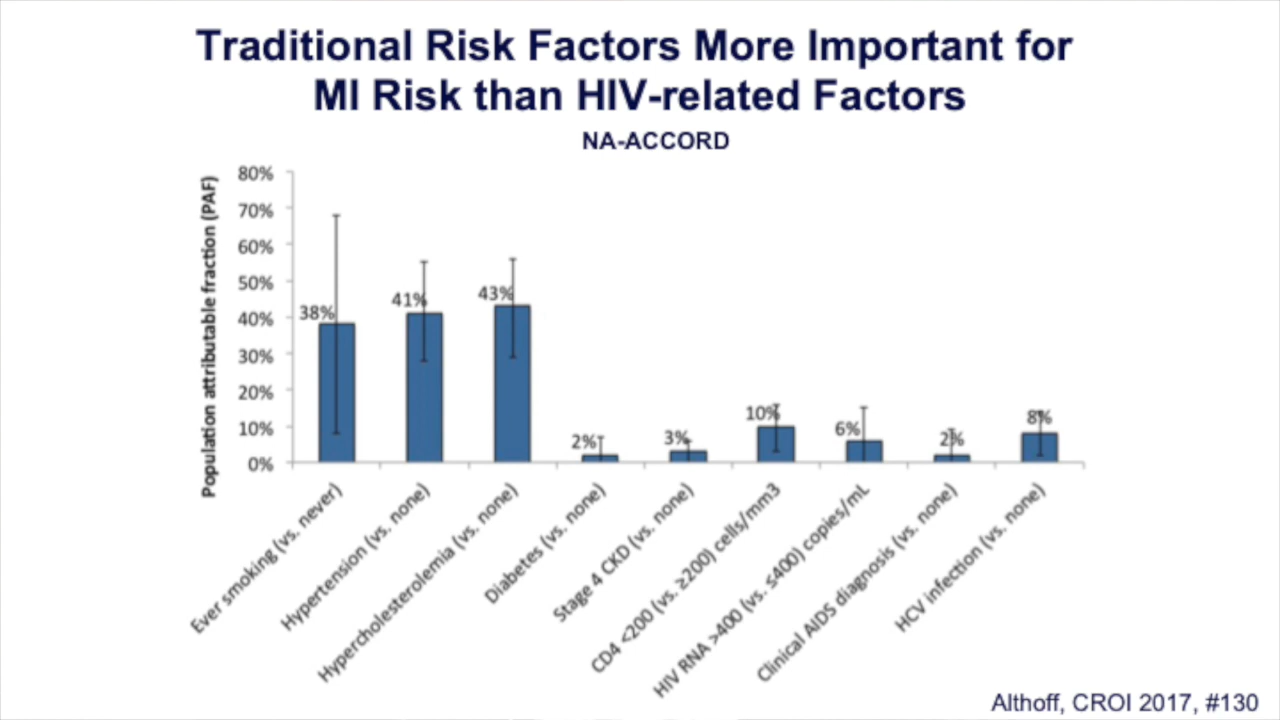 Traditional Risk Factors More Important for
MI Risk than HIV-related Factors
NA-ACCORD
Population attributable fraction (PAF)
80%
70%
60%
50%
40%
30%
20%
10%
0%
38%
41%
43%
2%
3%
10%
6%
2%
8%
Ever smoking (vs. never)
Hypertension (vs. none)
Hypercholesterolemia (vs. none)
Diabetes (vs. none)
Stage 4 CKD (vs. none)
CD4 <200 (vs. ≥200) cells/mm3
HIV RNA >400 (vs. ≤400) copies/mL
Clinical AIDS diagnosis (vs. none)
HCV infection (vs. none)
Althoff, CROI 2017, #130